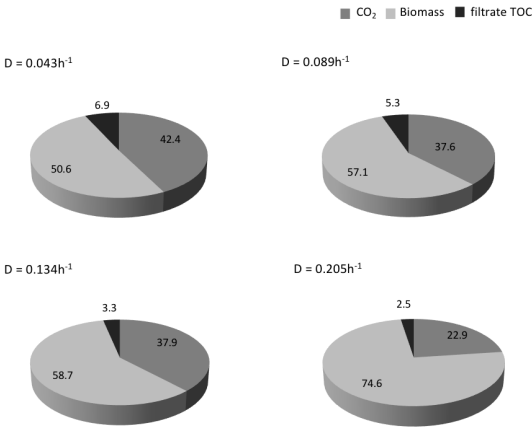 CO₂ Biomass filtrate TOC
D = 0.043h⁻¹
D = 0.089h⁻¹
6.9
42.4
50.6
5.3
37.6
57.1
D = 0.134h⁻¹
D = 0.205h⁻¹
3.3
37.9
58.7
2.5
22.9
74.6